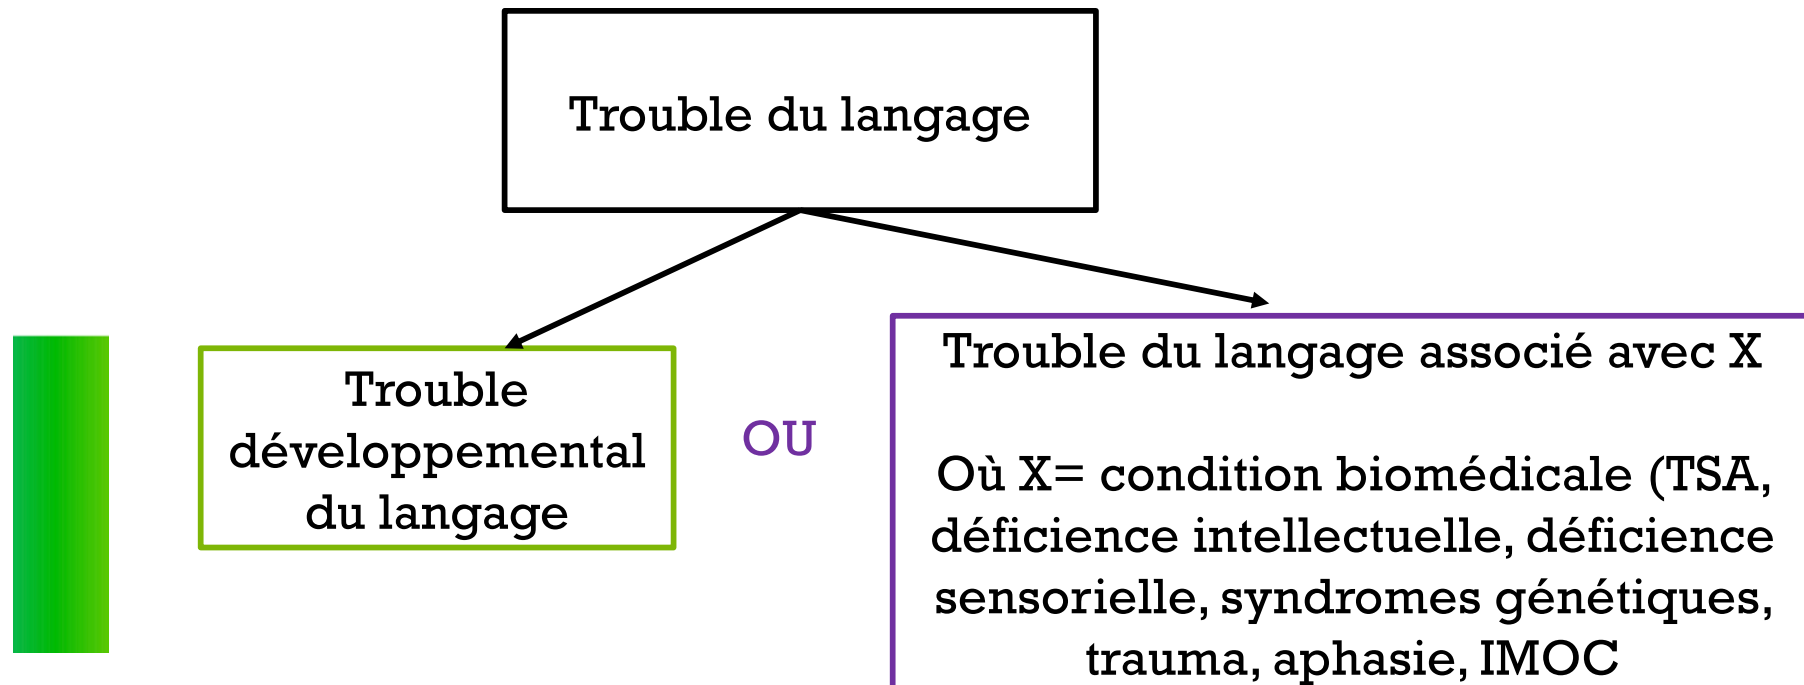 Trouble du langage
Trouble
développemental
du langage
OU
Trouble du langage associé avec X
Où X= condition biomédicale (TSA,
déficience intellectuelle, déficience
sensorielle, syndromes génétiques,
trauma, aphasie, IMOC